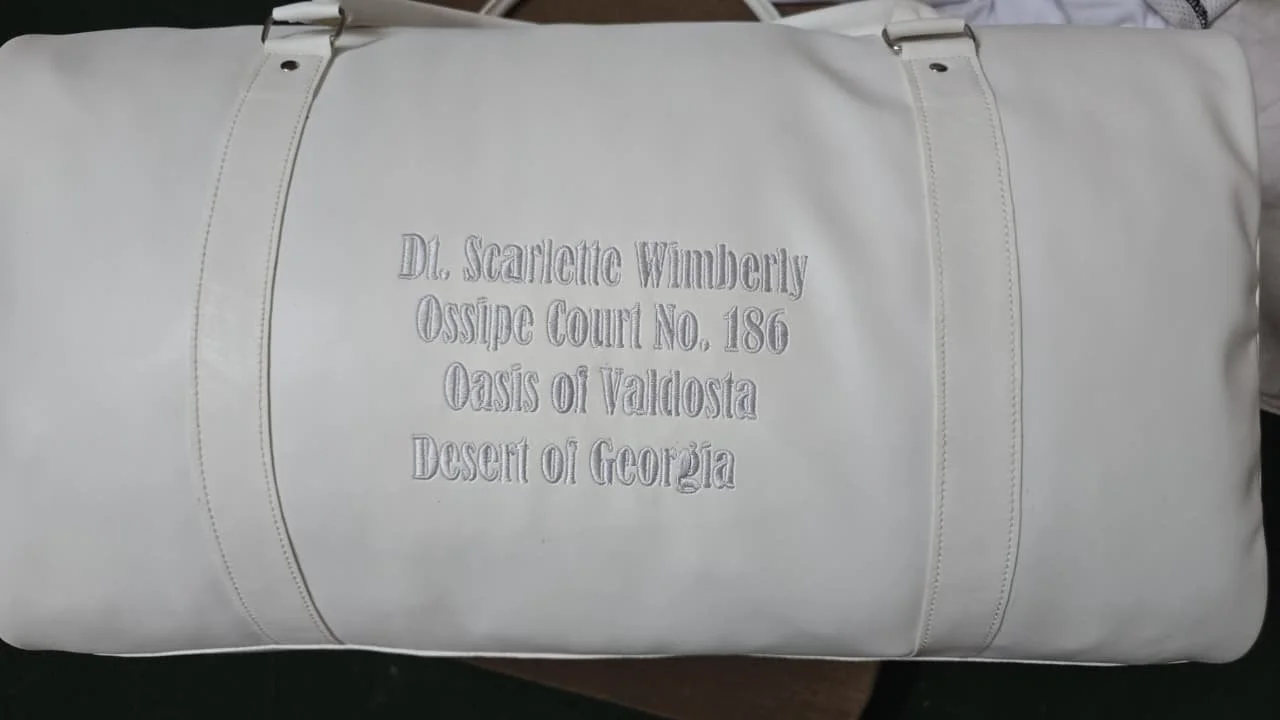 Dt. Scarlette Wimberly
Ossipe Court No. 186
Oasis of Valdosta
Desert of Georgia